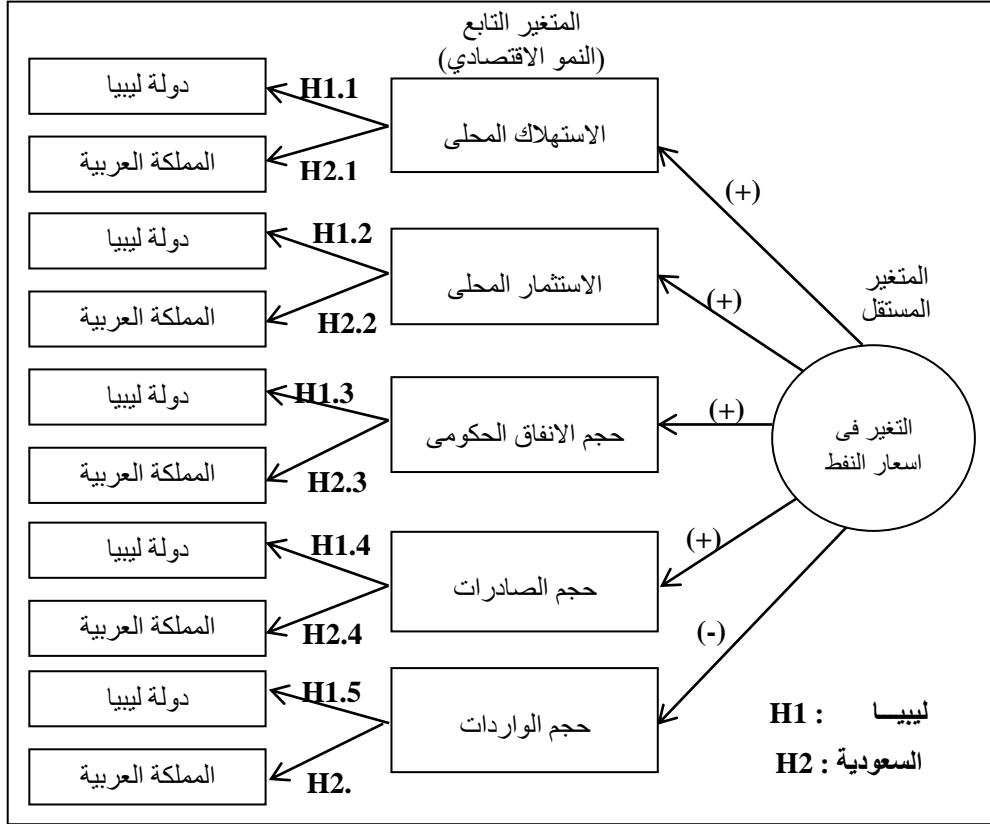 المتغير التابع
(النمو الاقتصادي)
المتغير
المستقل
التغير فى
اسعار النفط
(+)
الاستهلاك المحلى
H1.1
دولة ليبيا
H2.1
المملكة العربية
(+)
الاستثمار المحلى
H1.2
دولة ليبيا
H2.2
المملكة العربية
(+)
حجم الانفاق الحكومى
H1.3
دولة ليبيا
H2.3
المملكة العربية
(+)
حجم الصادرات
H1.4
دولة ليبيا
H2.4
المملكة العربية
(-)
حجم الواردات
H1.5
دولة ليبيا
H2.
المملكة العربية
ليبيــا : H1
السعودية : H2